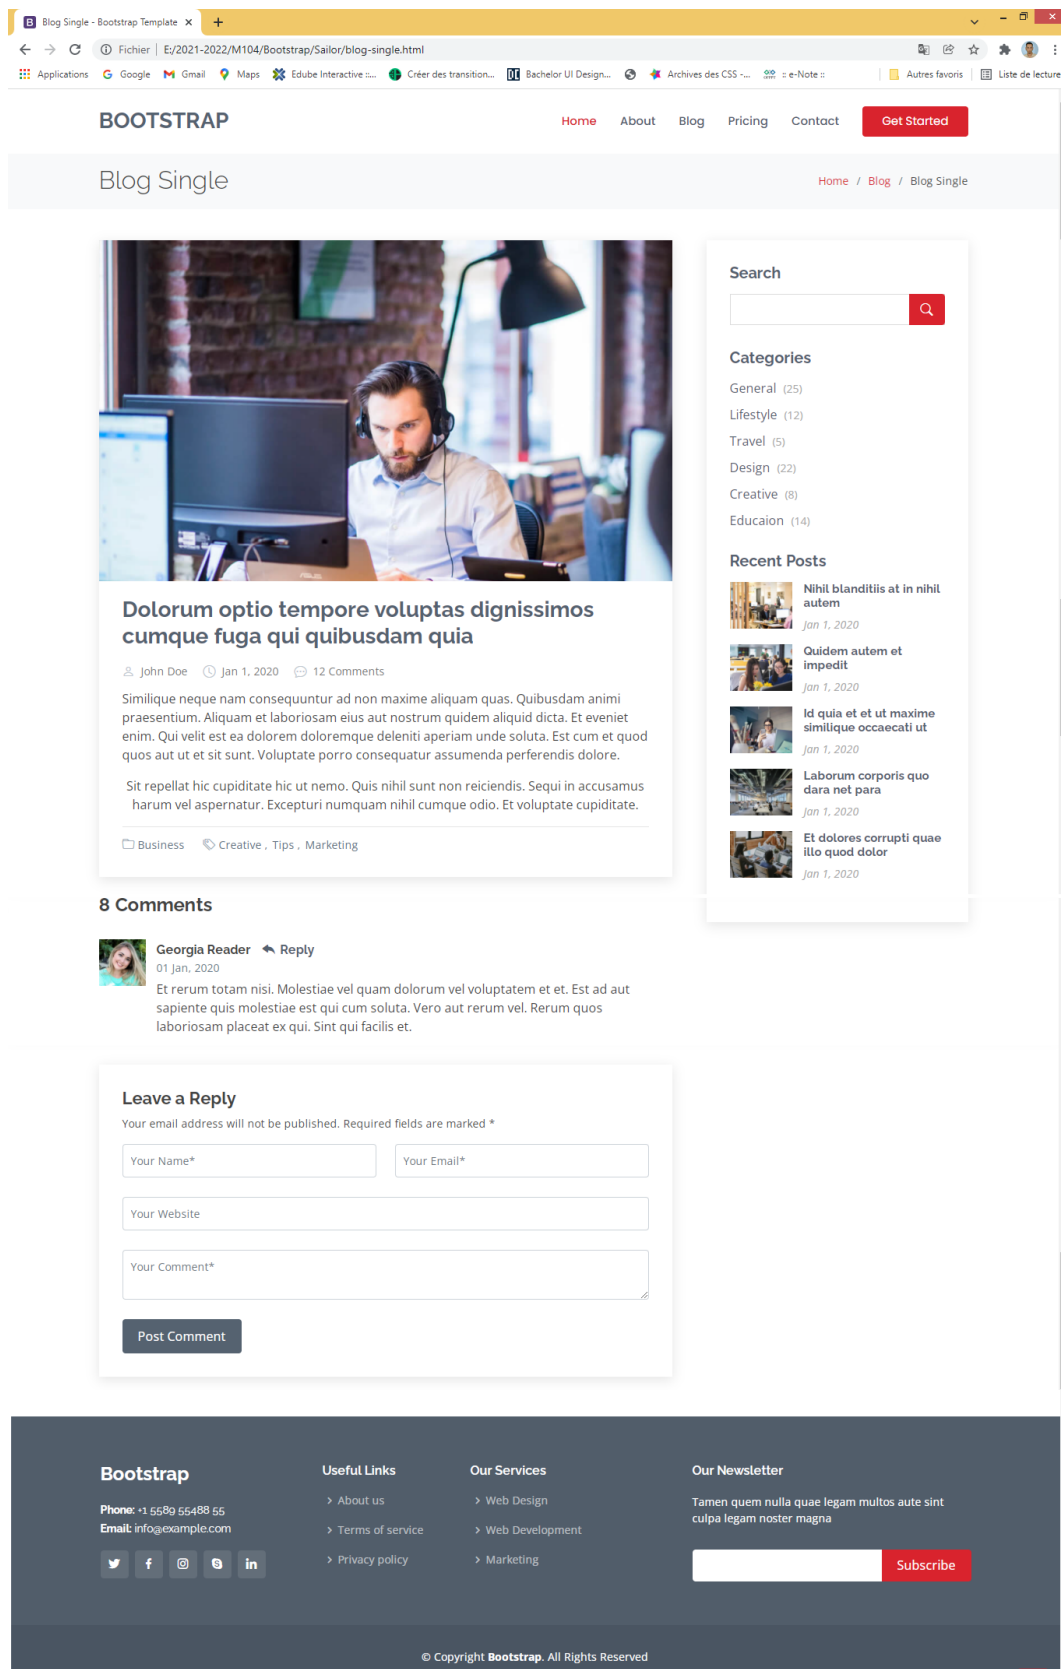 Blog Single - Bootstrap Template
Fichier | E:/2021-2022/M104/Bootstrap/Sailor/blog-single.html
Applications Google Gmail Maps Edube Interactive ::... Créer des transition... Bachelor UI Design... Archives des CSS -... :: e-Note :: Autres favoris Liste de lecture
BOOTSTRAP
Home About Blog Pricing Contact Get Started
Blog Single
Home / Blog / Blog Single
Dolorum optio tempore voluptas dignissimos
cumque fuga qui quibusdam quia
John Doe Jan 1, 2020 12 Comments
Similique neque nam consequuntur ad non maxime aliquam quas. Quibusdam animi
praesentium. Aliquam et laboriosam eius aut nostrum quidem aliquid dicta. Et eveniet
enim. Qui velit est ea dolorem doloremque deleniti aperiam unde soluta. Est cum et quod
quos aut ut et sit sunt. Voluptate porro consequatur assumenda perferendis dolore.
Sit repellat hic cupiditate hic ut nemo. Quis nihil sunt non reiciendis. Sequi in accusamus
harum vel aspernatur. Excepturi numquam nihil cumque odio. Et voluptate cupiditate.
Business Creative , Tips , Marketing
Search
Categories
General (25)
Lifestyle (12)
Travel (5)
Design (22)
Creative (8)
Educaion (14)
Recent Posts
Nihil blanditiis at in nihil
autem
Jan 1, 2020
Quidem autem et
impedit
Jan 1, 2020
Id quia et et ut maxime
similique occaecati ut
Jan 1, 2020
Laborum corporis quo
dara net para
Jan 1, 2020
Et dolores corrupti quae
illo quod dolor
Jan 1, 2020
8 Comments
Georgia Reader Reply
01 Jan, 2020
Et rerum totam nisi. Molestiae vel quam dolorum vel voluptatem et et. Est ad aut
sapiente quis molestiae est qui cum soluta. Vero aut rerum vel. Rerum quos
laboriosam placeat ex qui. Sint qui facilis et.
Leave a Reply
Your email address will not be published. Required fields are marked *
Your Name* Your Email*
Your Website
Your Comment*
Post Comment
Bootstrap
Phone: +1 5589 55488 55
Email: info@example.com
Useful Links
> About us
> Terms of service
> Privacy policy
Our Services
> Web Design
> Web Development
> Marketing
Our Newsletter
Tamen quem nulla quae legam multos aute sint
culpa legam noster magna
Subscribe
© Copyright Bootstrap. All Rights Reserved